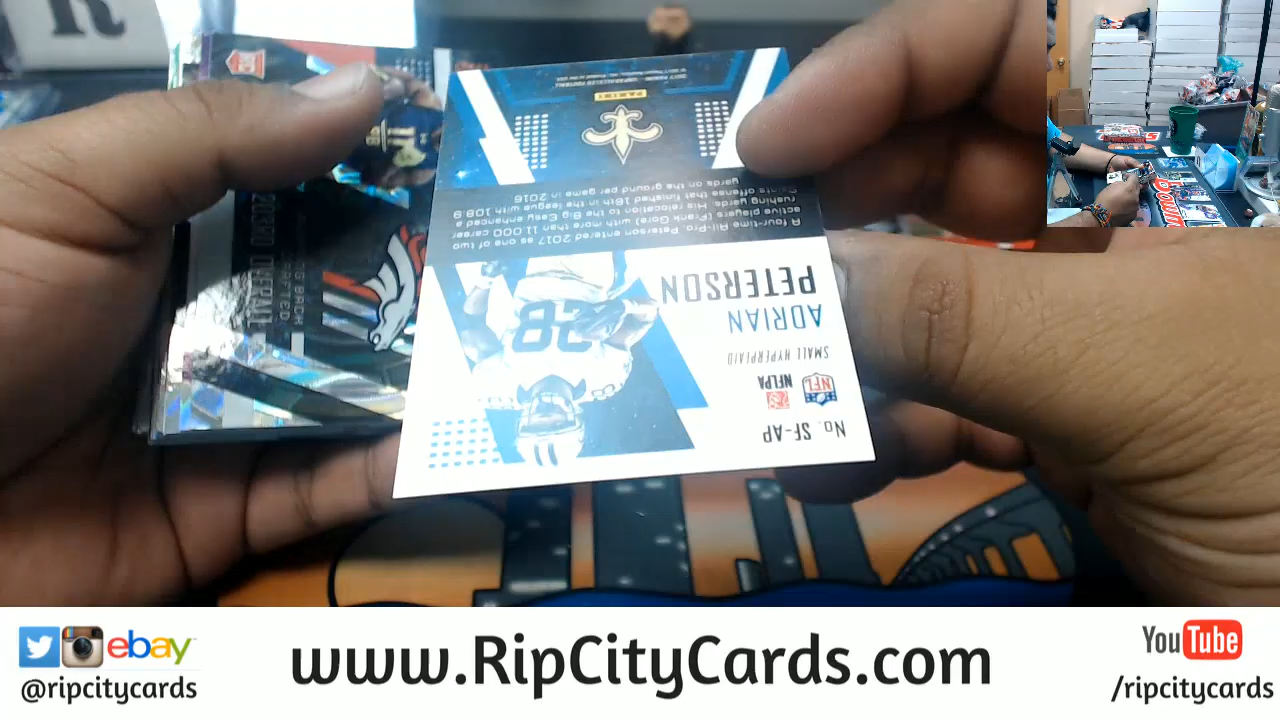 No. SF-AP
NFL
NFLPA
SMALL HYPERPLAID
ADRIAN
PETERSON
A four-time All-Pro, Peterson entered 2017 as one of two
active players (Frank Gore) with more than 11,000 career
rushing yards. His relocation to the Big Easy enhanced a
Saints offense that finished 16th in the league with 108.9
yards on the ground per game in 2016
PANINI
ebay
@ripcitycards
www.RipCityCards.com
YouTube
/ripcitycards